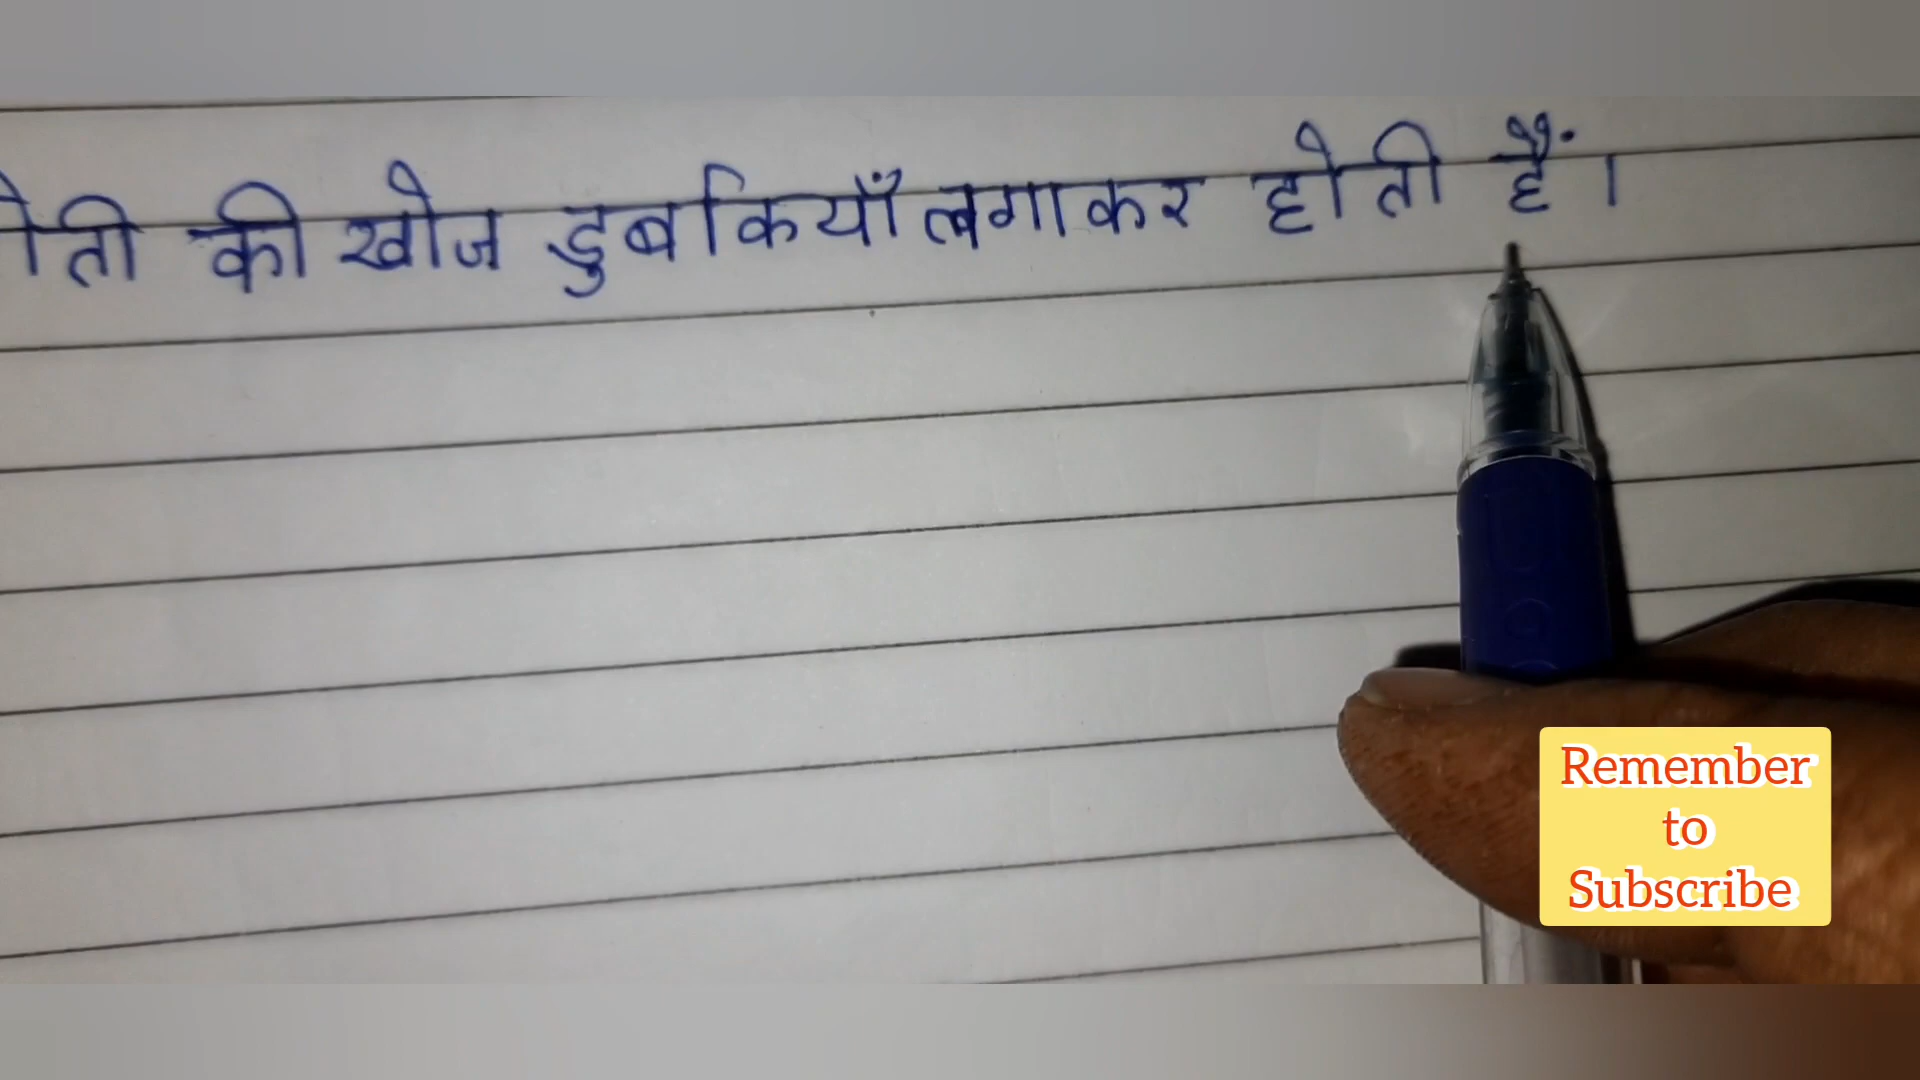 ोती की खोज डुबकियाँ लगाकर होती हैं।
Remember
to
Subscribe